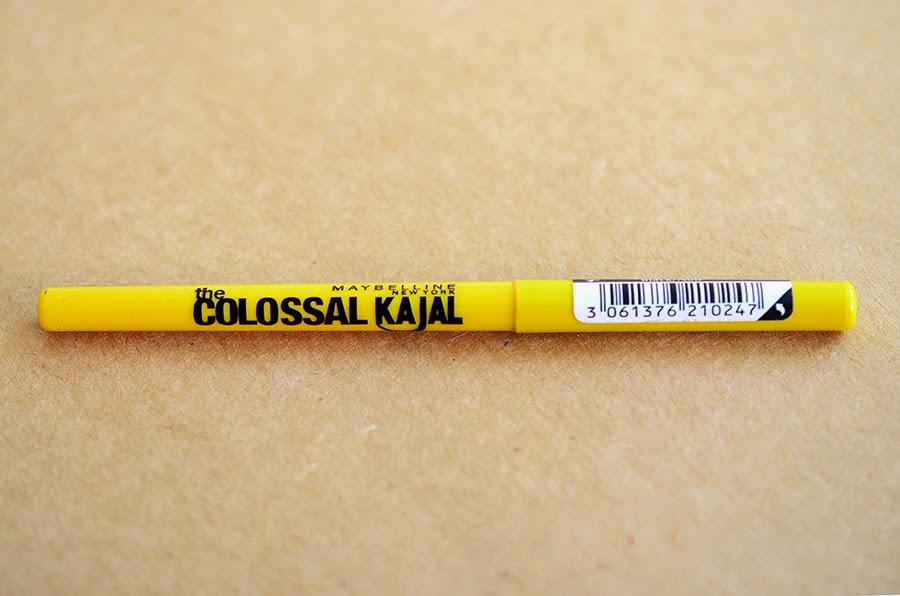 MAYBELLINE
NEW YORK
the
COLOSSAL KAJAL
3 061376 210247